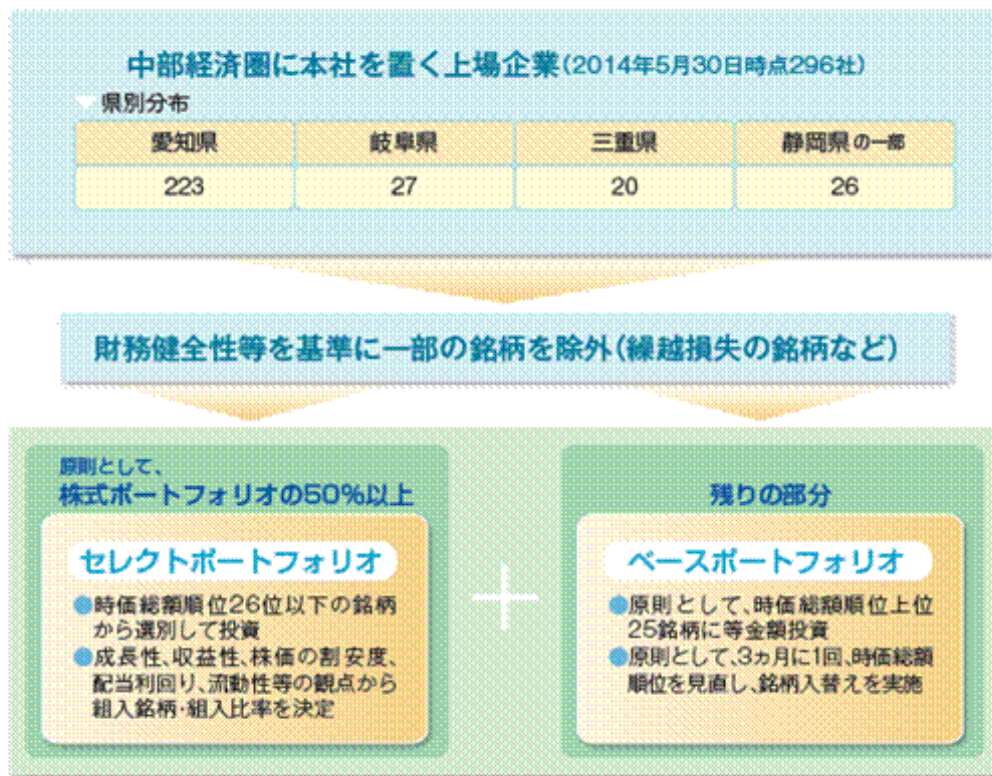 中部経済圏に本社を置く上場企業(2014年5月30日時点296社)
県別分布
愛知県 岐阜県 三重県 静岡県の一部
223 27 20 26
財務健全性等を基準に一部の銘柄を除外(繰越損失の銘柄など)
原則として、
株式ポートフォリオの50%以上
セレクトポートフォリオ
●時価総額順位26位以下の銘柄
から選別して投資
●成長性、収益性、株価の割安度、
配当利回り、流動性等の観点から
組入銘柄・組入比率を決定
+
残りの部分
ベースポートフォリオ
●原則として、時価総額順位上位
25銘柄に等金額投資
●原則として、3ヵ月に1回、時価総額
順位を見直し、銘柄入替えを実施